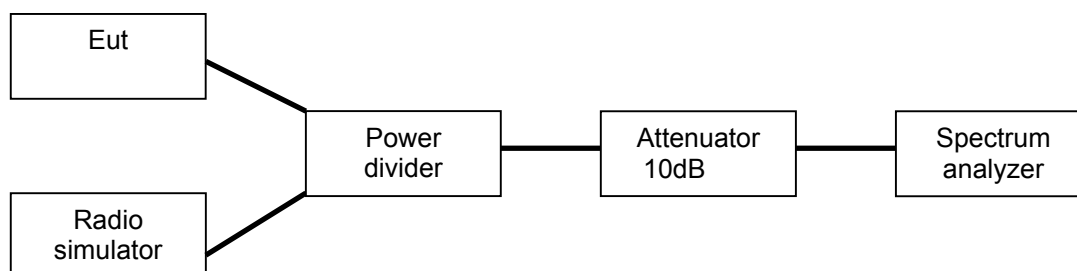 Eut
Power
divider
Attenuator
10dB
Spectrum
analyzer
Radio
simulator